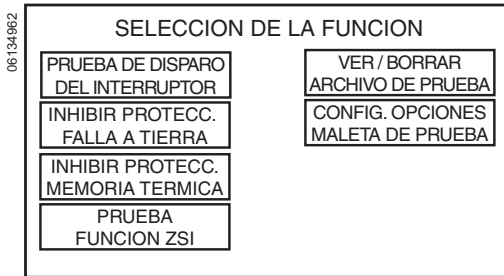 06134962
SELECCION DE LA FUNCION
PRUEBA DE DISPARO
DEL INTERRUPTOR
INHIBIR PROTECC.
FALLA A TIERRA
INHIBIR PROTECC.
MEMORIA TERMICA
PRUEBA
FUNCION ZSI
VER / BORRAR
ARCHIVO DE PRUEBA
CONFIG. OPCIONES
MALETA DE PRUEBA